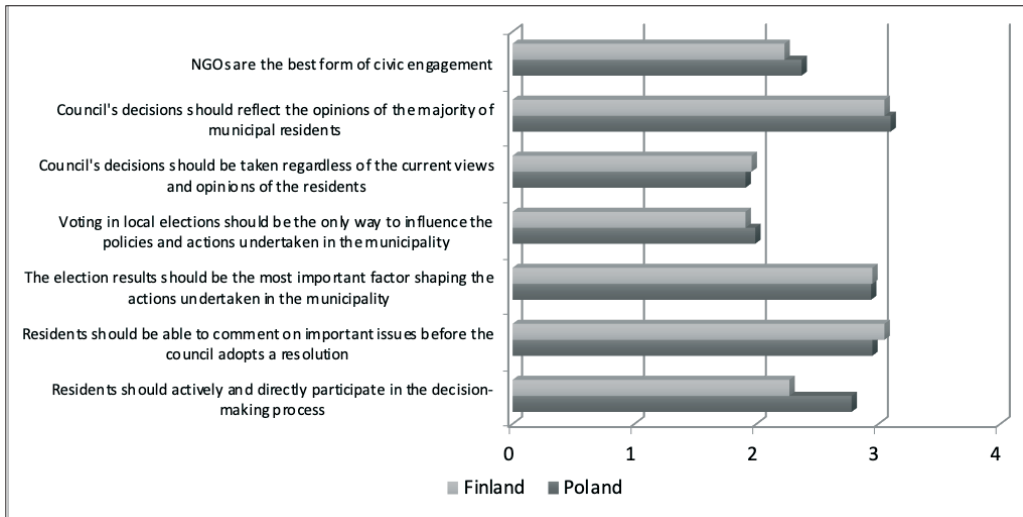 NGOs are the best form of civic engagement
Council's decisions should reflect the opinions of the majority of
municipal residents
Council's decisions should be taken regardless of the current views
and opinions of the residents
Voting in local elections should be the only way to influence the
policies and actions undertaken in the municipality
The election results should be the most important factor shaping the
actions undertaken in the municipality
Residents should be able to comment on important issues before the
council adopts a resolution
Residents should actively and directly participate in the decision-
making process
0 1 2 3 4
Finland Poland